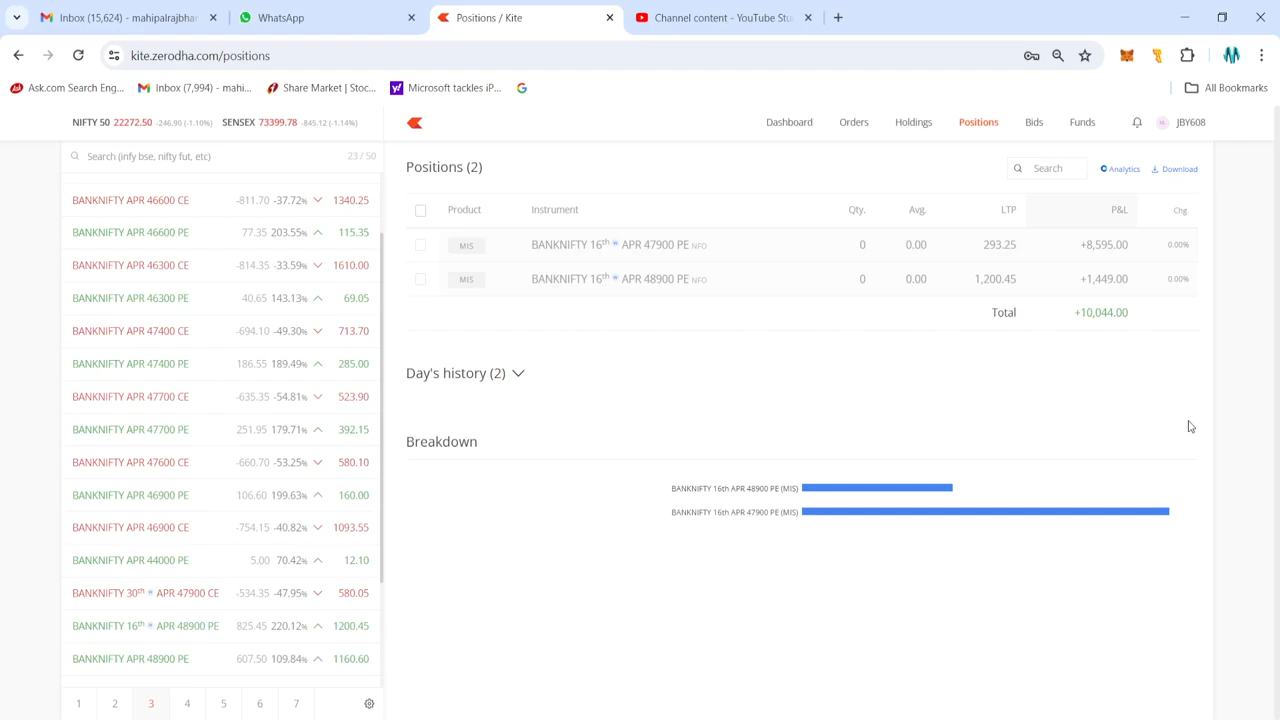 Inbox (15,624) - mahipalrajbhar
WhatsApp
Positions / Kite
Channel content - YouTube Stu
kite.zerodha.com/positions
Ask.com Search Eng...
Inbox (7,994) - mahi...
Share Market | Stoc...
Microsoft tackles iP...
All Bookmarks
NIFTY 50 22272.50 -246.90 (-1.10%) SENSEX 73399.78 -845.12 (-1.14%)
Dashboard Orders Holdings Positions Bids Funds JBY608
Search (infy bse, nifty fut, etc) 23 / 50
BANKNIFTY APR 46600 CE -811.70 -37.72% 1340.25
BANKNIFTY APR 46600 PE 77.35 203.55% 115.35
BANKNIFTY APR 46300 CE -814.35 -33.59% 1610.00
BANKNIFTY APR 46300 PE 40.65 143.13% 69.05
BANKNIFTY APR 47400 CE -694.10 -49.30% 713.70
BANKNIFTY APR 47400 PE 186.55 189.49% 285.00
BANKNIFTY APR 47700 CE -635.35 -54.81% 523.90
BANKNIFTY APR 47700 PE 251.95 179.71% 392.15
BANKNIFTY APR 47600 CE -660.70 -53.25% 580.10
BANKNIFTY APR 46900 PE 106.60 199.63% 160.00
BANKNIFTY APR 46900 CE -754.15 -40.82% 1093.55
BANKNIFTY APR 44000 PE 5.00 70.42% 12.10
BANKNIFTY 30th w APR 47900 CE -534.35 -47.95% 580.05
BANKNIFTY 16th w APR 48900 PE 825.45 220.12% 1200.45
BANKNIFTY APR 48900 PE 607.50 109.84% 1160.60
1 2 3 4 5 6 7
Positions (2)
Search Analytics Download
Product Instrument Qty. Avg. LTP P&L Chg.
MIS BANKNIFTY 16th w APR 47900 PE NFO 0 0.00 293.25 +8,595.00 0.00%
MIS BANKNIFTY 16th w APR 48900 PE NFO 0 0.00 1,200.45 +1,449.00 0.00%
Total +10,044.00
Day's history (2)
Breakdown
BANKNIFTY 16th APR 48900 PE (MIS)
BANKNIFTY 16th APR 47900 PE (MIS)